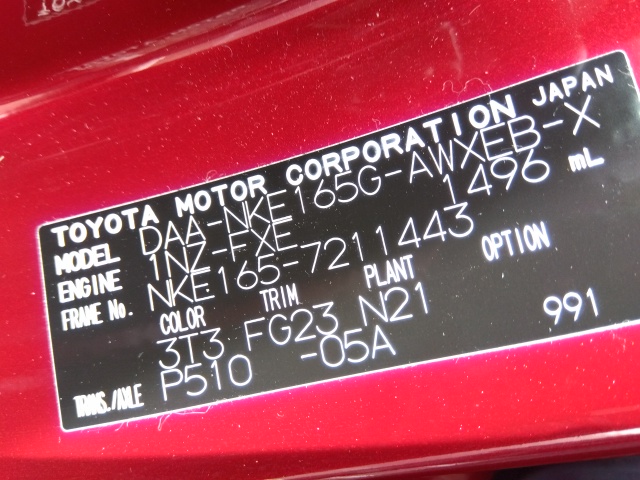 TOYOTA MOTOR CORPORATION JAPAN
MODEL DAA-NKE165G-AWXEB-X
ENGINE 1NZ-FXE 1496 mL
FRAME No. NKE165-7211443
COLOR TRIM PLANT OPTION
3T3 FG23 N21
TRANS./AXLE P510 -05A 991